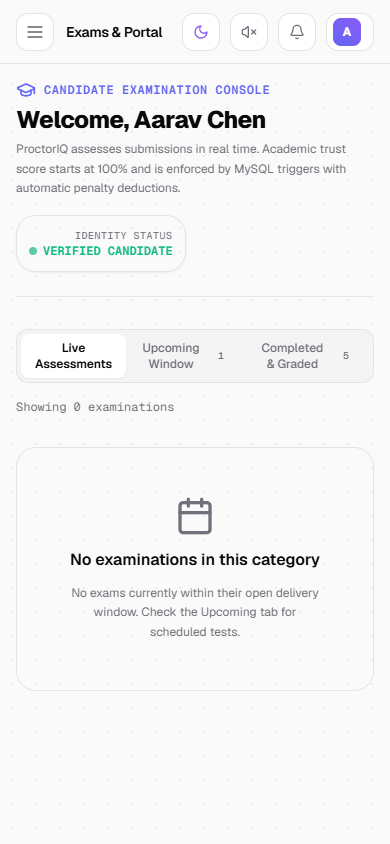 Exams & Portal
A
CANDIDATE EXAMINATION CONSOLE
Welcome, Aarav Chen
ProctorIQ assesses submissions in real time. Academic trust
score starts at 100% and is enforced by MySQL triggers with
automatic penalty deductions.
IDENTITY STATUS
VERIFIED CANDIDATE
Live
Assessments
Upcoming
Window
1
Completed
& Graded
5
Showing 0 examinations
No examinations in this category
No exams currently within their open delivery
window. Check the Upcoming tab for
scheduled tests.